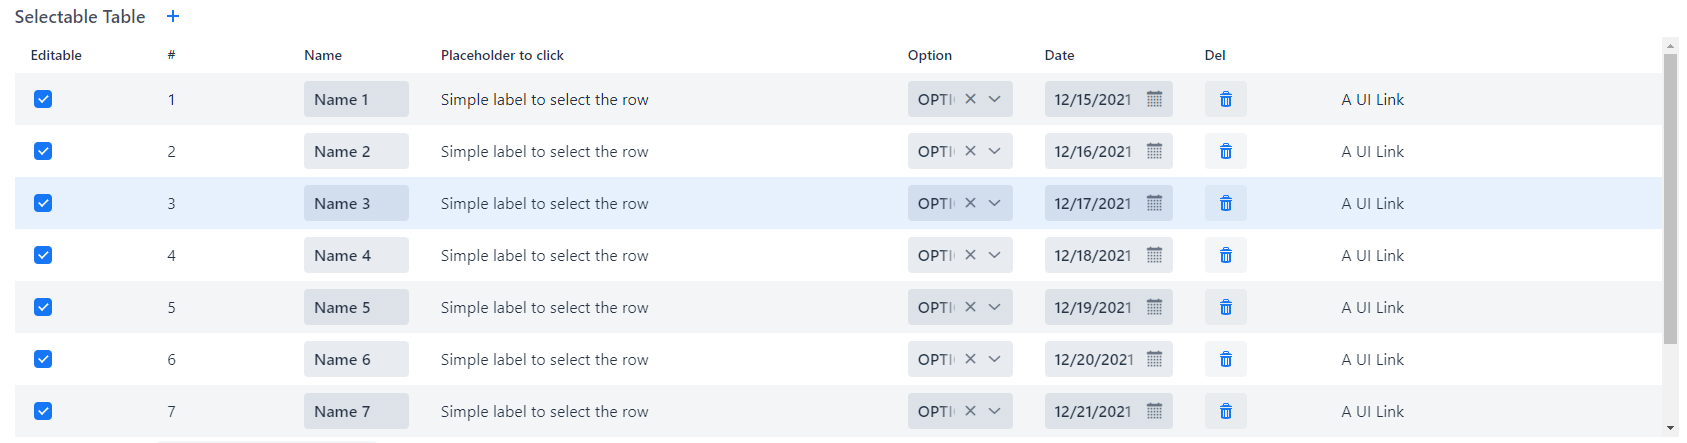 Selectable Table +
Editable # Name Placeholder to click Option Date Del
1 Name 1 Simple label to select the row OPTI 12/15/2021 A UI Link
2 Name 2 Simple label to select the row OPTI 12/16/2021 A UI Link
3 Name 3 Simple label to select the row OPTI 12/17/2021 A UI Link
4 Name 4 Simple label to select the row OPTI 12/18/2021 A UI Link
5 Name 5 Simple label to select the row OPTI 12/19/2021 A UI Link
6 Name 6 Simple label to select the row OPTI 12/20/2021 A UI Link
7 Name 7 Simple label to select the row OPTI 12/21/2021 A UI Link